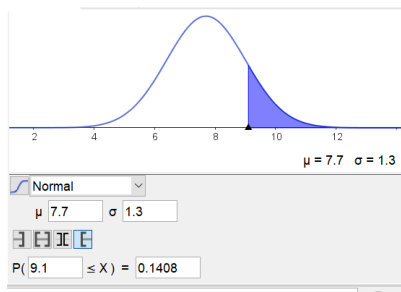 2 4 6 8 10 12
μ = 7.7 σ = 1.3
Normal
μ 7.7 σ 1.3
P( 9.1 ≤ X ) = 0.1408